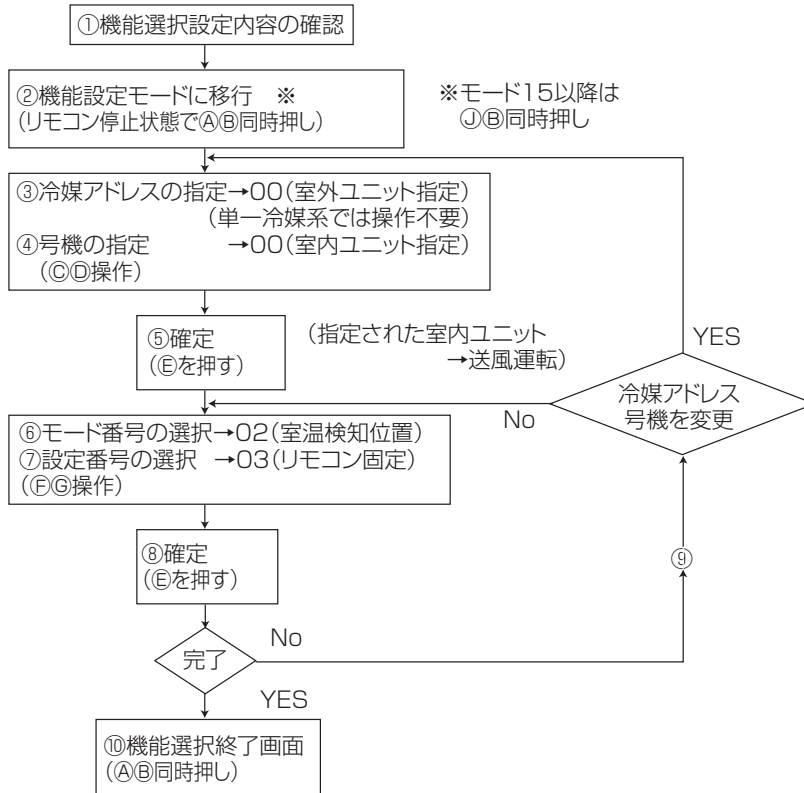 ①機能選択設定内容の確認
②機能設定モードに移行 ※
(リモコン停止状態でⒶⒷ同時押し)
※モード15以降は
ⒿⒷ同時押し
③冷媒アドレスの指定→00(室外ユニット指定)
(単一冷媒系では操作不要)
④号機の指定 →00(室内ユニット指定)
(ⒸⒹ操作)
⑤確定
(Ⓔを押す)
(指定された室内ユニット
→送風運転)
YES
冷媒アドレス
号機を変更
No
⑥モード番号の選択→02(室温検知位置)
⑦設定番号の選択 →03(リモコン固定)
(ⒻⒼ操作)
⑧確定
(Ⓔを押す)
⑨
完了
No
YES
⑩機能選択終了画面
(ⒶⒷ同時押し)